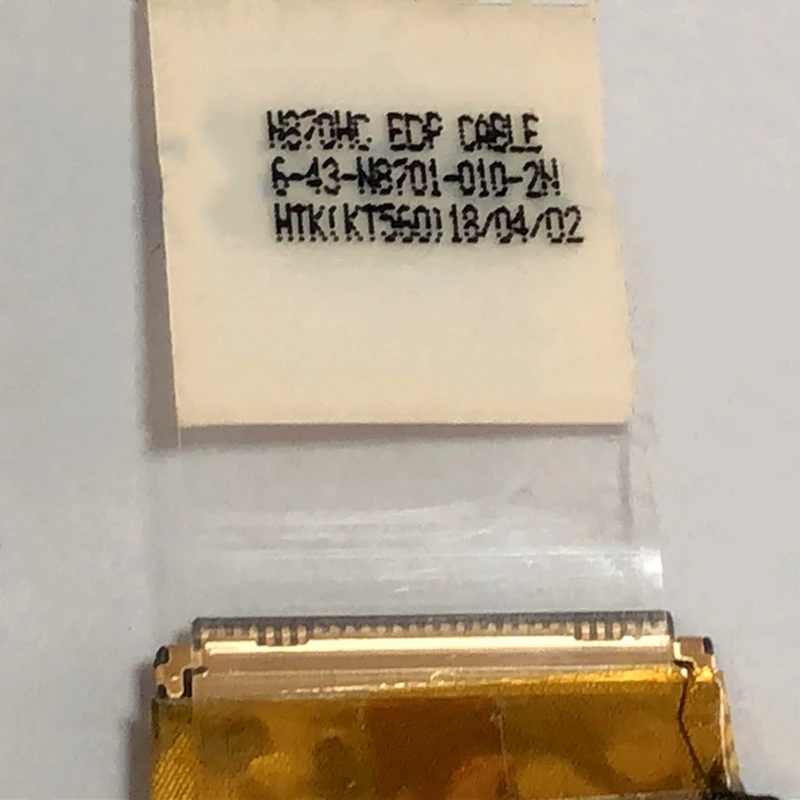 N870HC EDP CABLE
6-43-N8701-010-2N
HTK(KT560)18/04/02